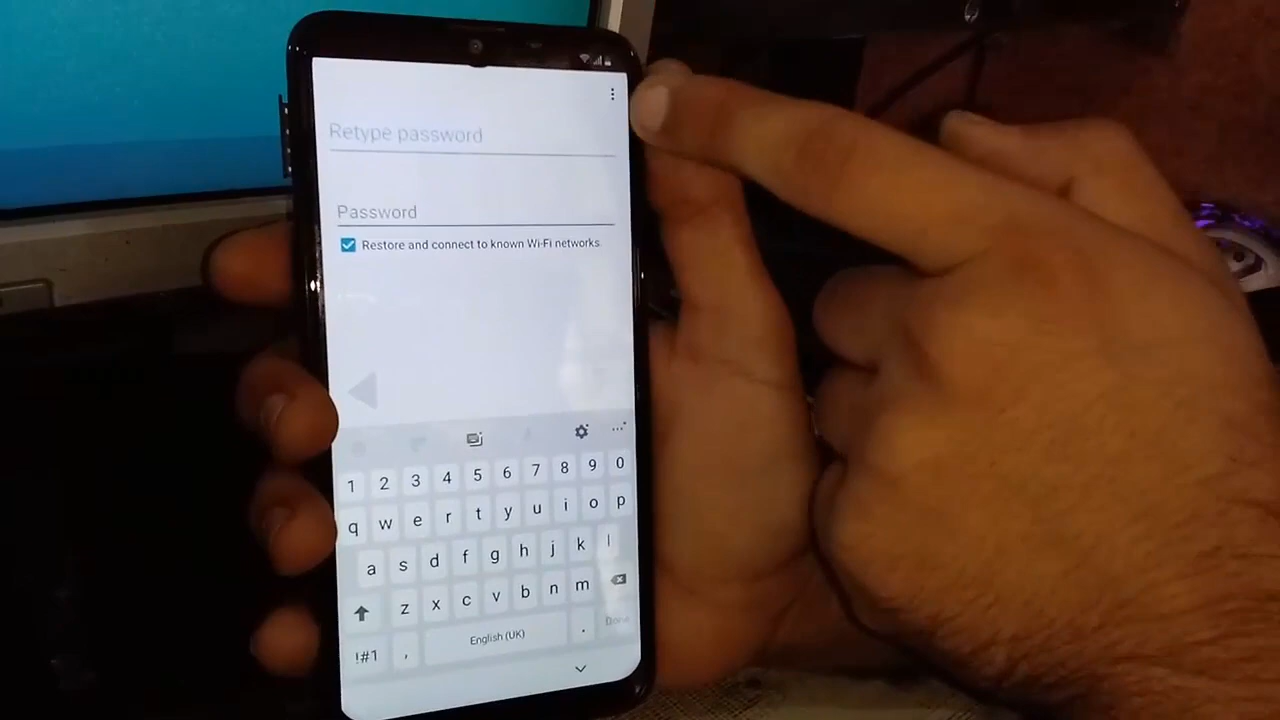 Retype password
Password
Restore and connect to known Wi-Fi networks
1 2 3 4 5 6 7 8 9 0
q w e r t y u i o p
a s d f g h j k l
z x c v b n m
!#1 , English (UK) . Done